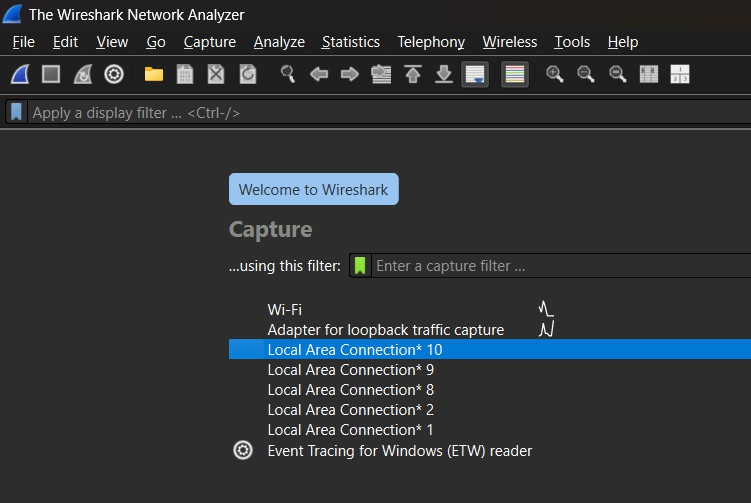 The Wireshark Network Analyzer
File Edit View Go Capture Analyze Statistics Telephony Wireless Tools Help
Apply a display filter ... <Ctrl-/>
Welcome to Wireshark
Capture
...using this filter: Enter a capture filter ...
Wi-Fi
Adapter for loopback traffic capture
Local Area Connection* 10
Local Area Connection* 9
Local Area Connection* 8
Local Area Connection* 2
Local Area Connection* 1
Event Tracing for Windows (ETW) reader